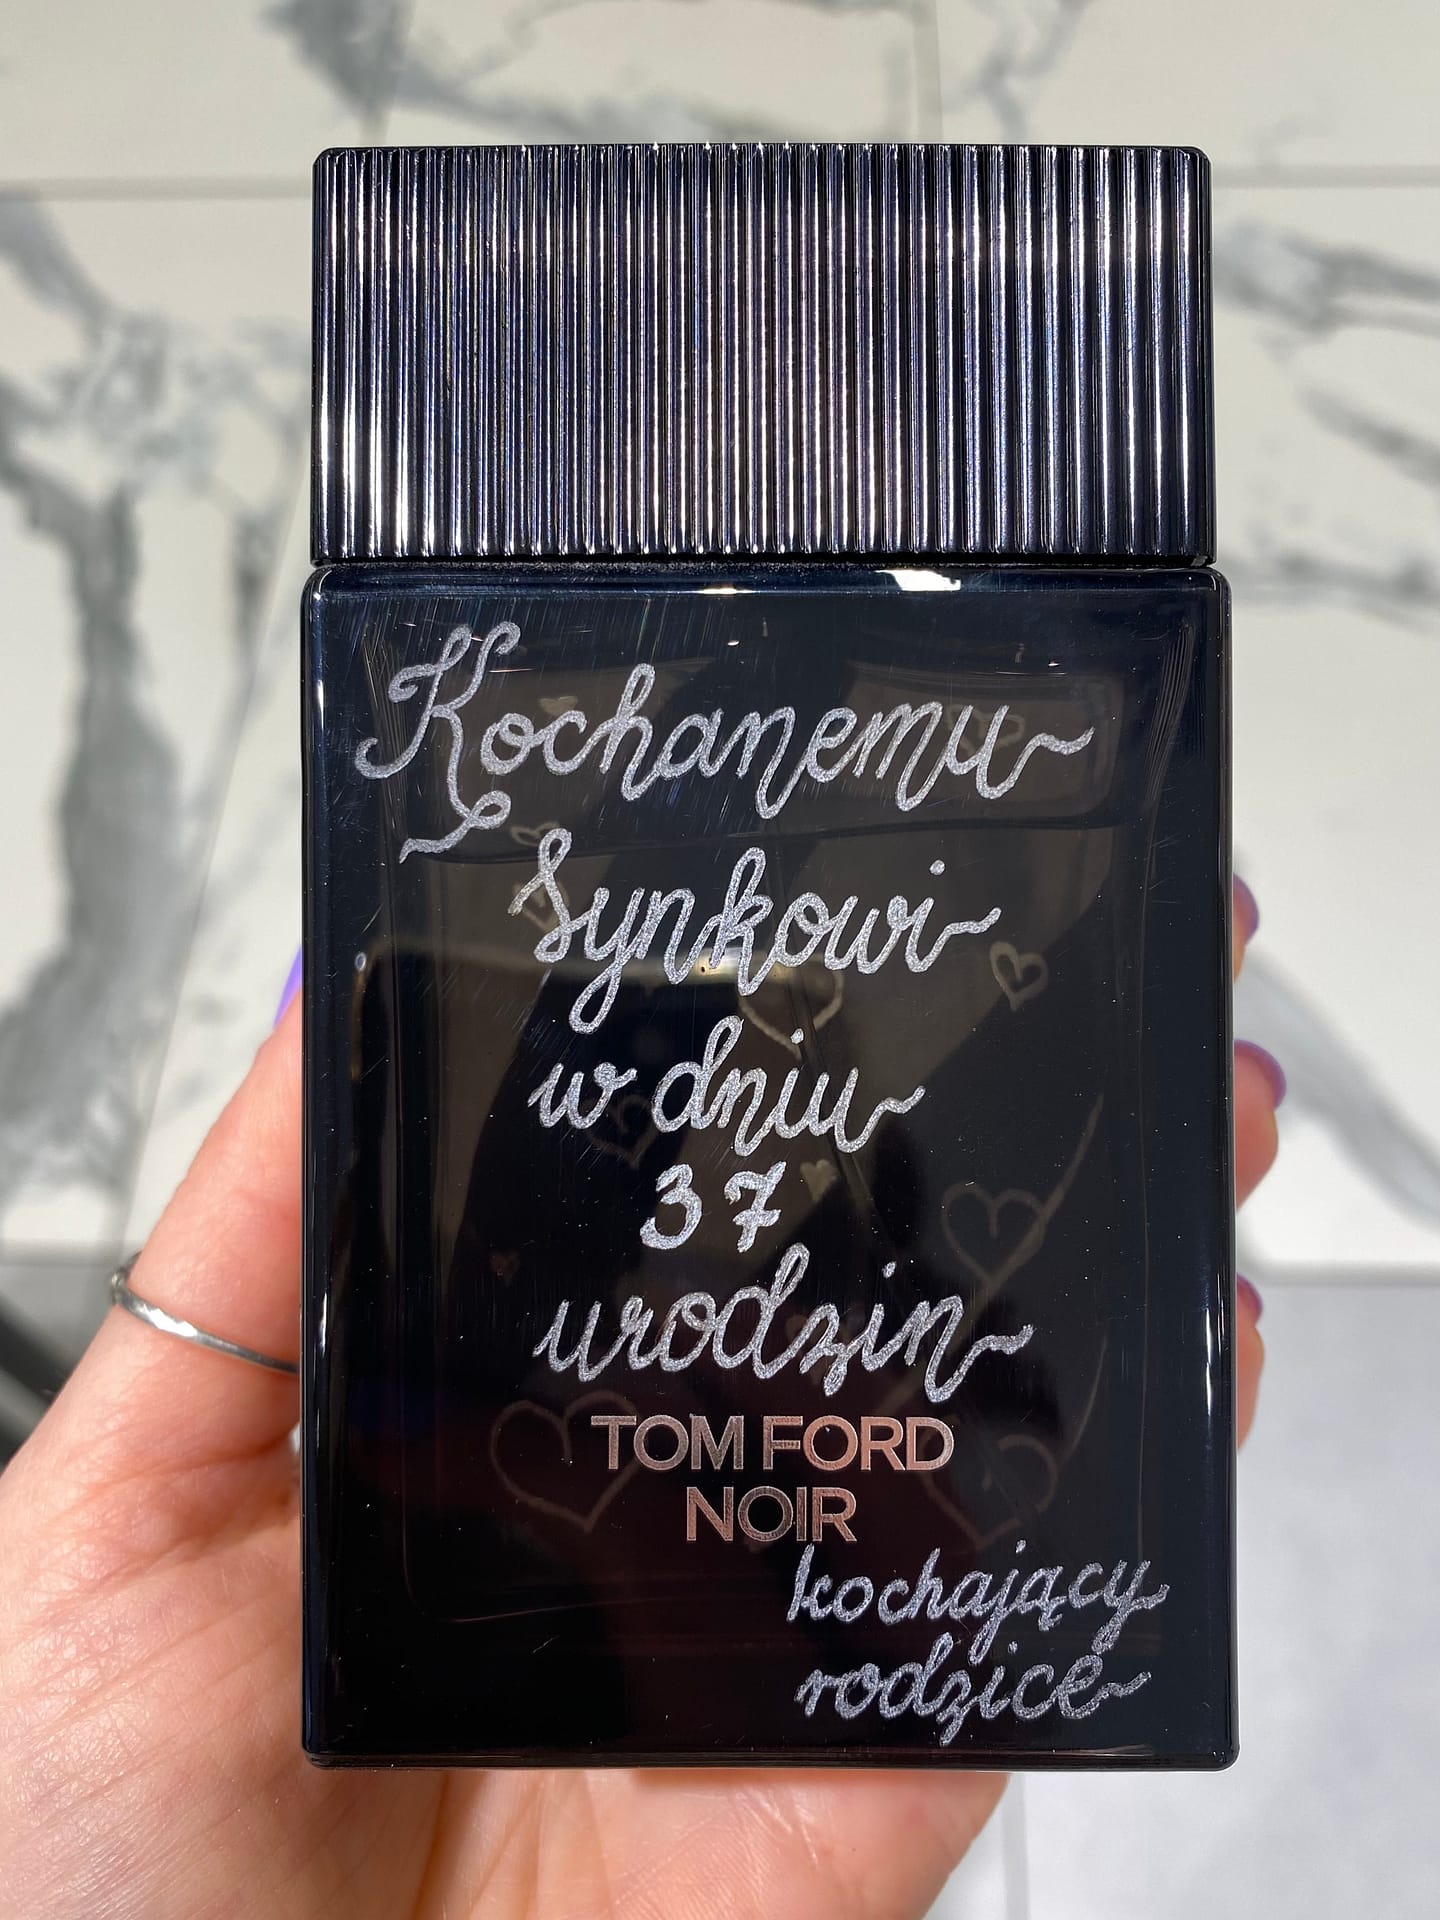 Kochanemu
Synkowi
w dniu
37
urodzin
TOM FORD
NOIR
kochający
rodzice